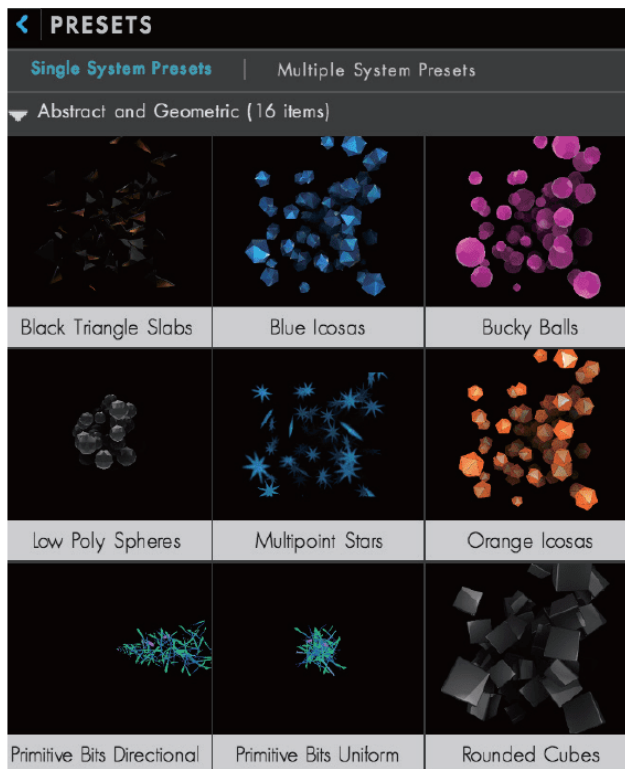 PRESETS
Single System Presets | Multiple System Presets
Abstract and Geometric (16 items)
Black Triangle Slabs
Blue Icosas
Bucky Balls
Low Poly Spheres
Multipoint Stars
Orange Icosas
Primitive Bits Directional
Primitive Bits Uniform
Rounded Cubes